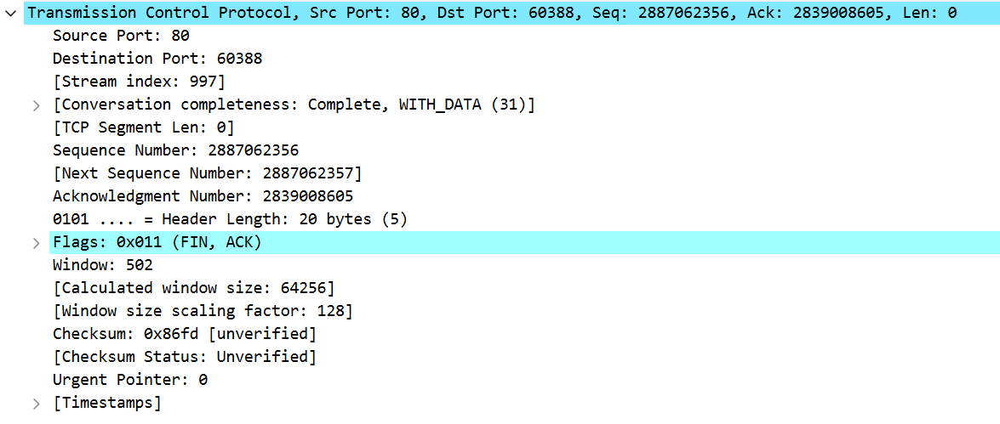 Transmission Control Protocol, Src Port: 80, Dst Port: 60388, Seq: 2887062356, Ack: 2839008605, Len: 0
Source Port: 80
Destination Port: 60388
[Stream index: 997]
[Conversation completeness: Complete, WITH_DATA (31)]
[TCP Segment Len: 0]
Sequence Number: 2887062356
[Next Sequence Number: 2887062357]
Acknowledgment Number: 2839008605
0101 .... = Header Length: 20 bytes (5)
Flags: 0x011 (FIN, ACK)
Window: 502
[Calculated window size: 64256]
[Window size scaling factor: 128]
Checksum: 0x86fd [unverified]
[Checksum Status: Unverified]
Urgent Pointer: 0
[Timestamps]